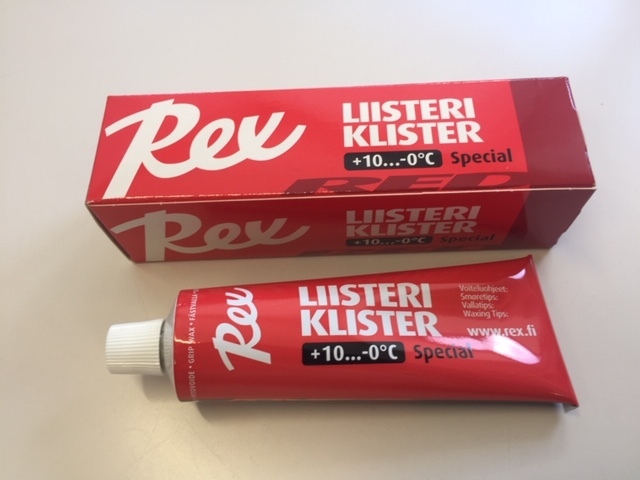 Rex
LIISTERI
KLISTER
+10...-0°C Special
RED
Rex
LIISTERI
KLISTER
+10...-0°C Special
GRIP WAX •
Rex
LIISTERI
KLISTER
+10...-0°C Special
Voiteluohjeet:
Smøretips:
Vallatips:
Waxing Tips:
www.rex.fi